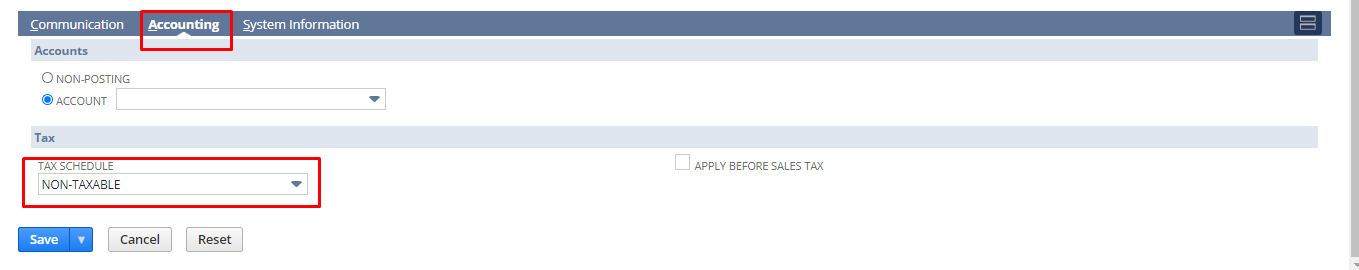 Communication Accounting System Information
Accounts
NON-POSTING
ACCOUNT
Tax
TAX SCHEDULE
NON-TAXABLE
APPLY BEFORE SALES TAX
Save Cancel Reset